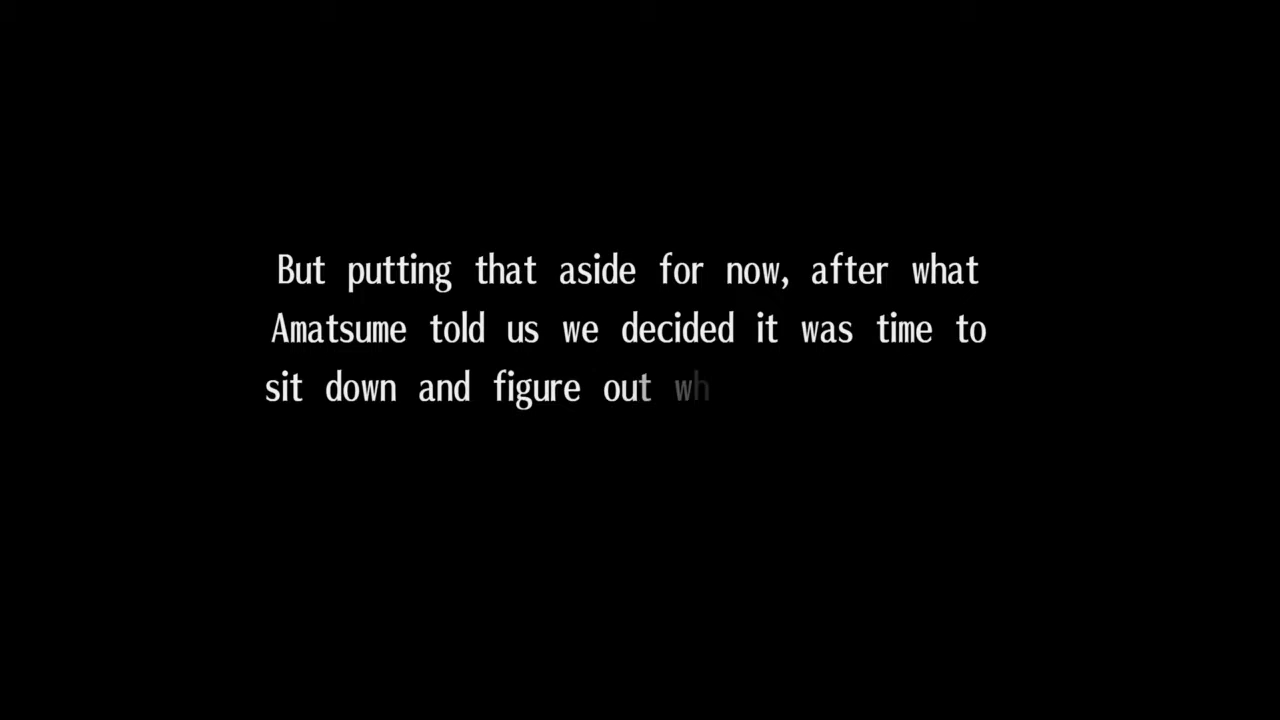 But putting that aside for now, after what
Amatsume told us we decided it was time to
sit down and figure out wh